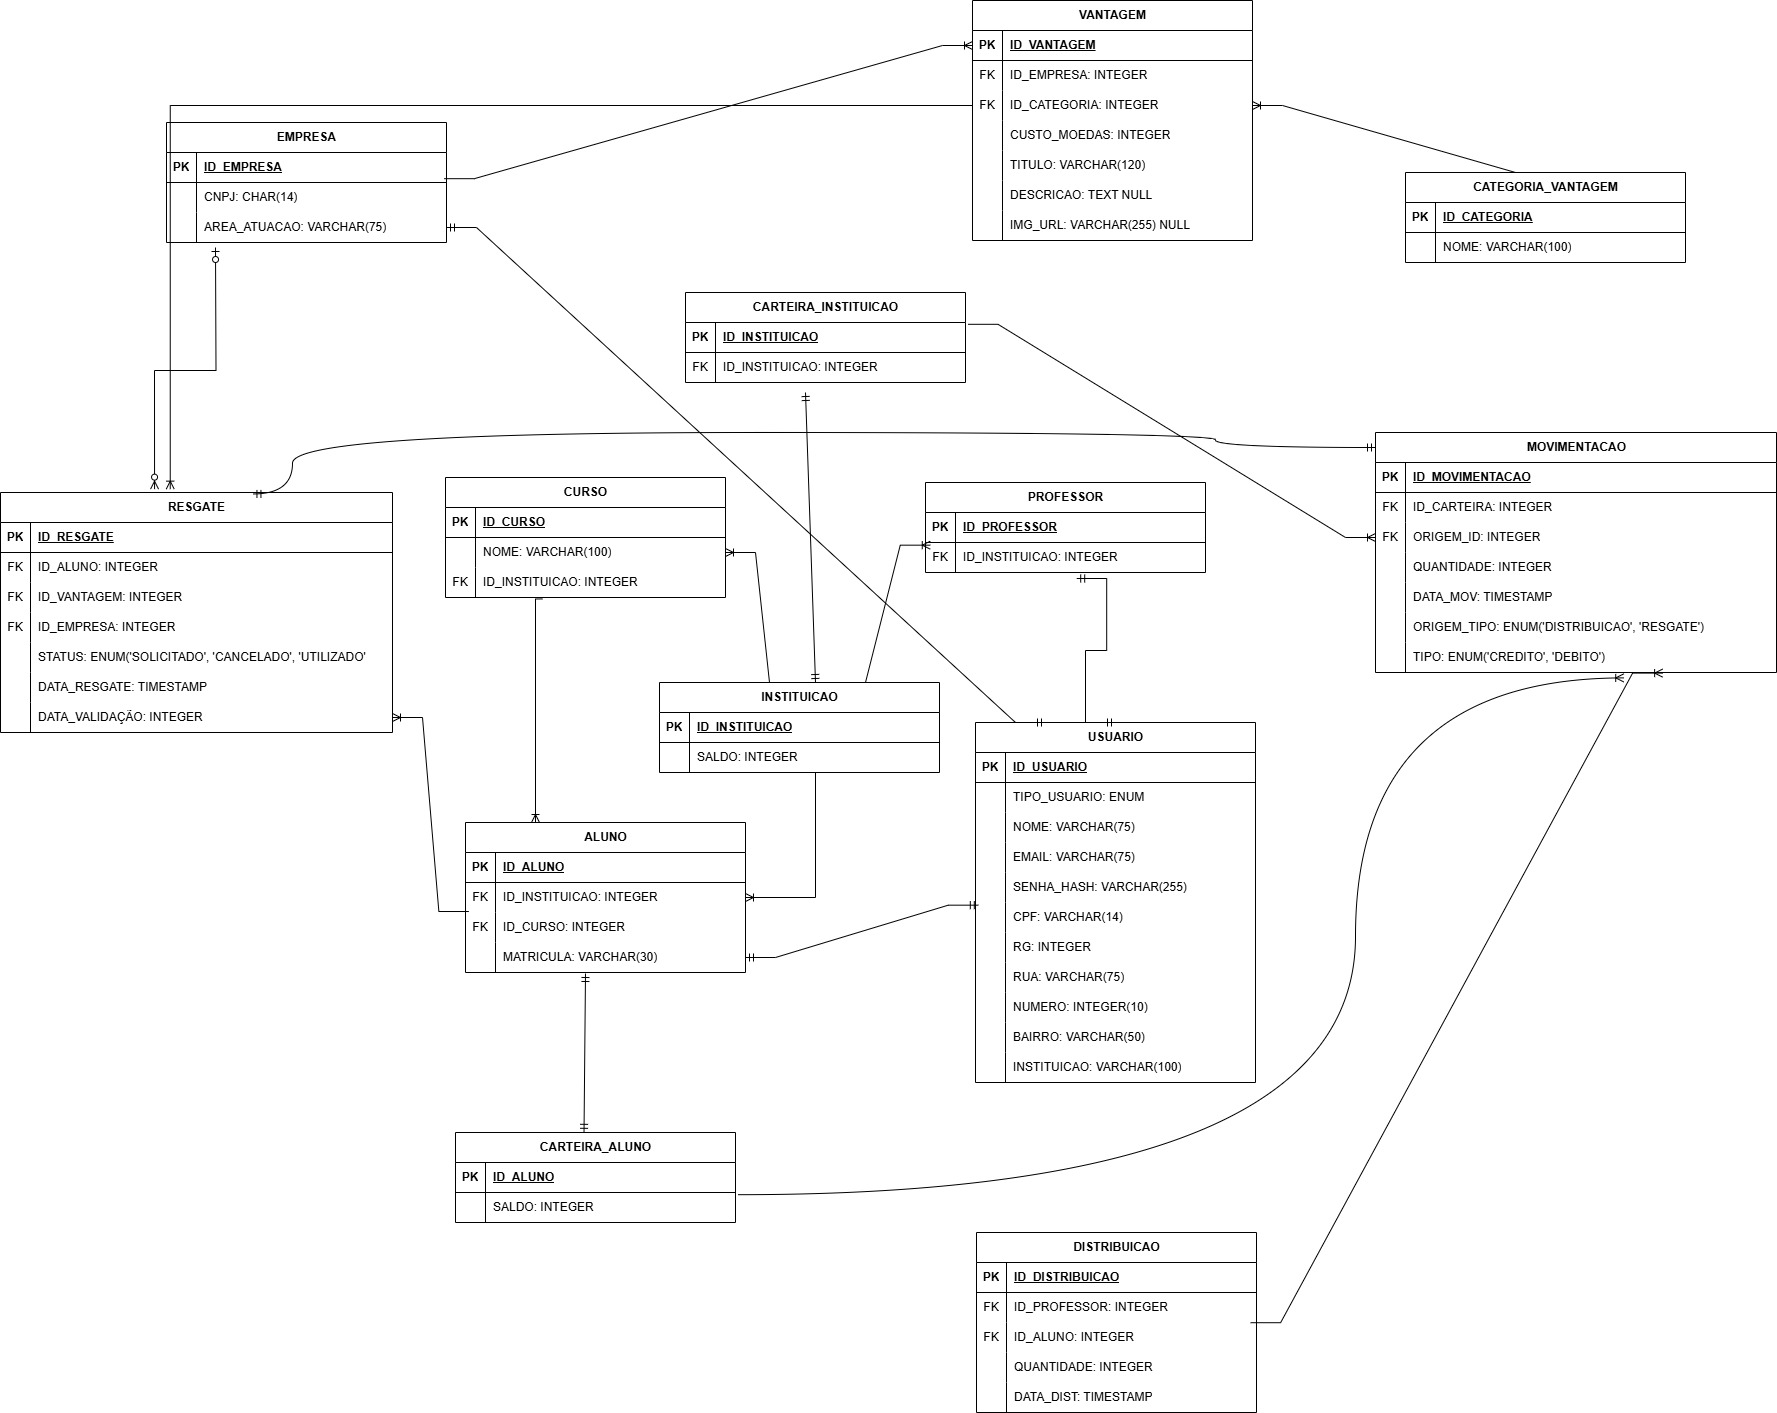 VANTAGEM
PK ID_VANTAGEM
FK ID_EMPRESA: INTEGER
FK ID_CATEGORIA: INTEGER
CUSTO_MOEDAS: INTEGER
TITULO: VARCHAR(120)
DESCRICAO: TEXT NULL
IMG_URL: VARCHAR(255) NULL
EMPRESA
PK ID_EMPRESA
CNPJ: CHAR(14)
AREA_ATUACAO: VARCHAR(75)
CATEGORIA_VANTAGEM
PK ID_CATEGORIA
NOME: VARCHAR(100)
CARTEIRA_INSTITUICAO
PK ID_INSTITUICAO
FK ID_INSTITUICAO: INTEGER
MOVIMENTACAO
PK ID_MOVIMENTACAO
FK ID_CARTEIRA: INTEGER
FK ORIGEM_ID: INTEGER
QUANTIDADE: INTEGER
DATA_MOV: TIMESTAMP
ORIGEM_TIPO: ENUM('DISTRIBUICAO', 'RESGATE')
TIPO: ENUM('CREDITO', 'DEBITO')
RESGATE
PK ID_RESGATE
FK ID_ALUNO: INTEGER
FK ID_VANTAGEM: INTEGER
FK ID_EMPRESA: INTEGER
STATUS: ENUM('SOLICITADO', 'CANCELADO', 'UTILIZADO'
DATA_RESGATE: TIMESTAMP
DATA_VALIDAÇÃO: INTEGER
CURSO
PK ID_CURSO
NOME: VARCHAR(100)
FK ID_INSTITUICAO: INTEGER
PROFESSOR
PK ID_PROFESSOR
FK ID_INSTITUICAO: INTEGER
INSTITUICAO
PK ID_INSTITUICAO
SALDO: INTEGER
USUARIO
PK ID_USUARIO
TIPO_USUARIO: ENUM
NOME: VARCHAR(75)
EMAIL: VARCHAR(75)
SENHA_HASH: VARCHAR(255)
CPF: VARCHAR(14)
RG: INTEGER
RUA: VARCHAR(75)
NUMERO: INTEGER(10)
BAIRRO: VARCHAR(50)
INSTITUICAO: VARCHAR(100)
ALUNO
PK ID_ALUNO
FK ID_INSTITUICAO: INTEGER
FK ID_CURSO: INTEGER
MATRICULA: VARCHAR(30)
CARTEIRA_ALUNO
PK ID_ALUNO
SALDO: INTEGER
DISTRIBUICAO
PK ID_DISTRIBUICAO
FK ID_PROFESSOR: INTEGER
FK ID_ALUNO: INTEGER
QUANTIDADE: INTEGER
DATA_DIST: TIMESTAMP